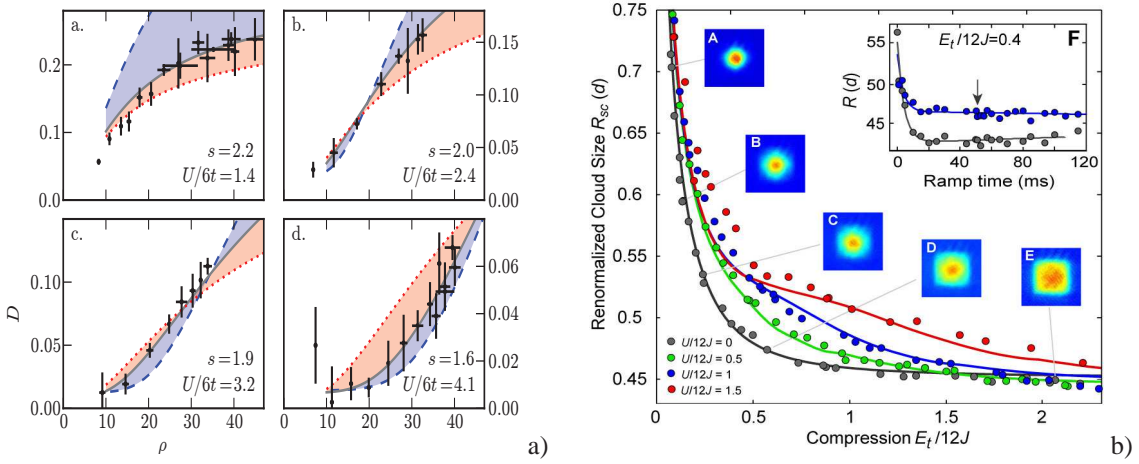 a.
0.2
0.1
0.0
s=2.2
U/6t=1.4
b.
0.15
0.10
0.05
0.00
s=2.0
U/6t=2.4
c.
0.10
0.05
0.00
D
s=1.9
U/6t=3.2
0 10 20 30 40
ρ
d.
0.06
0.04
0.02
0.00
s=1.6
U/6t=4.1
0 10 20 30 40
a)
0.75
0.7
0.65
0.6
0.55
0.5
0.45
Renormalized Cloud Size R_sc (d)
A
B
C
D
E
E_t/12J=0.4 F
55
50
45
R (d)
0 40 80 120
Ramp time (ms)
U/12J = 0
U/12J = 0.5
U/12J = 1
U/12J = 1.5
0 0.5 1 1.5 2
Compression E_t/12J
b)